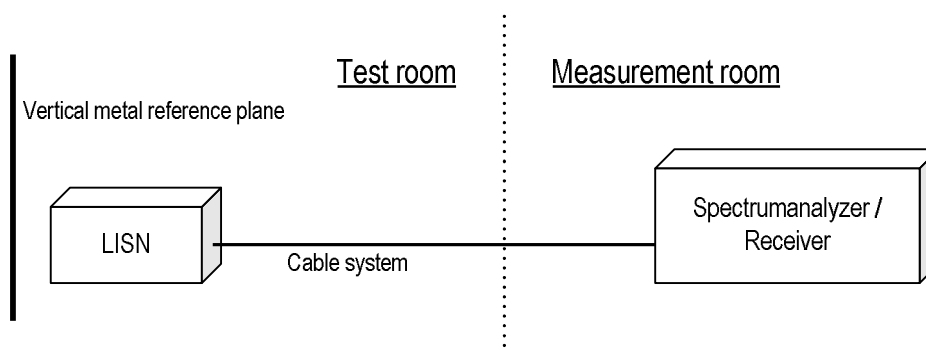 Test room
Measurement room
Vertical metal reference plane
LISN
Cable system
Spectrumanalyzer /
Receiver